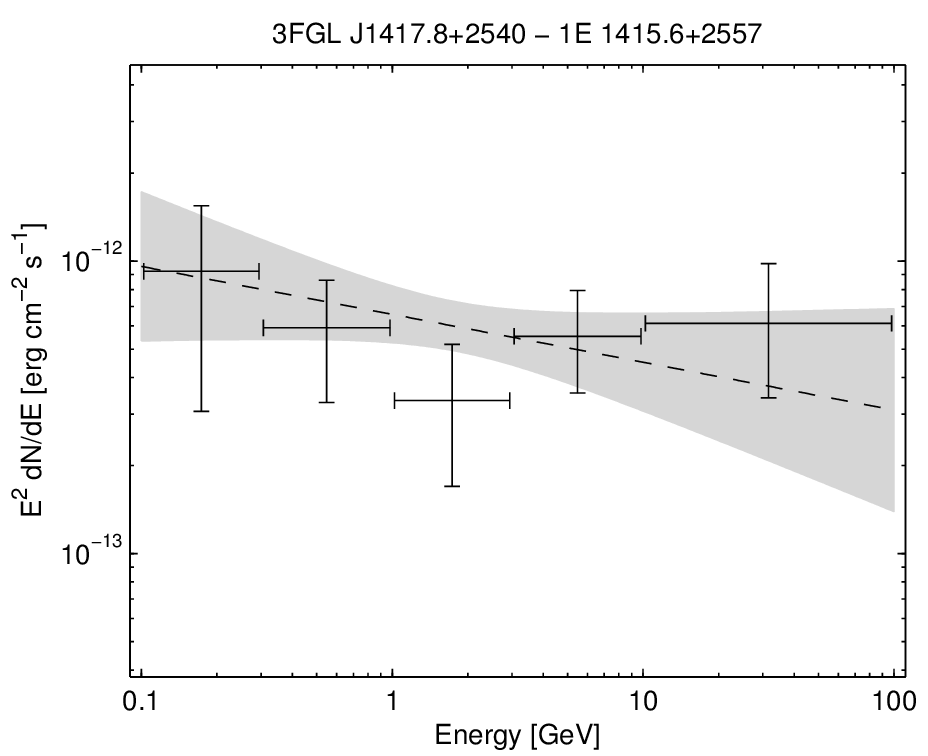 3FGL J1417.8+2540 − 1E 1415.6+2557
E² dN/dE [erg cm⁻² s⁻¹]
10⁻¹²
10⁻¹³
0.1 1 10 100
Energy [GeV]